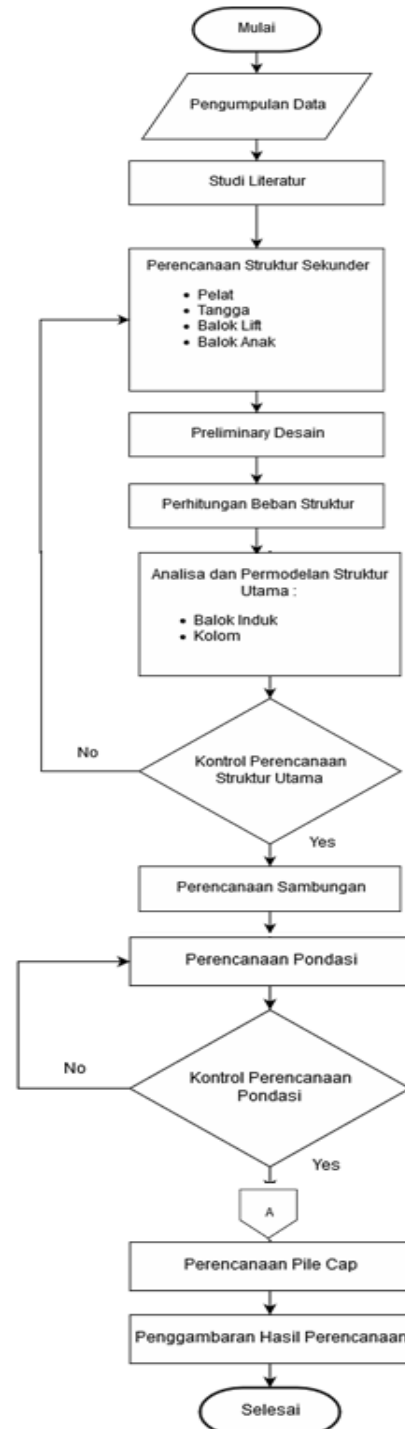 Mulai
Pengumpulan Data
Studi Literatur
Perencanaan Struktur Sekunder
• Pelat
• Tangga
• Balok Lift
• Balok Anak
Preliminary Desain
Perhitungan Beban Struktur
Analisa dan Permodelan Struktur
Utama :
• Balok Induk
• Kolom
No
Kontrol Perencanaan
Struktur Utama
Yes
Perencanaan Sambungan
Perencanaan Pondasi
No
Kontrol Perencanaan
Pondasi
Yes
A
Perencanaan Pile Cap
Penggambaran Hasil Perencanaan
Selesai